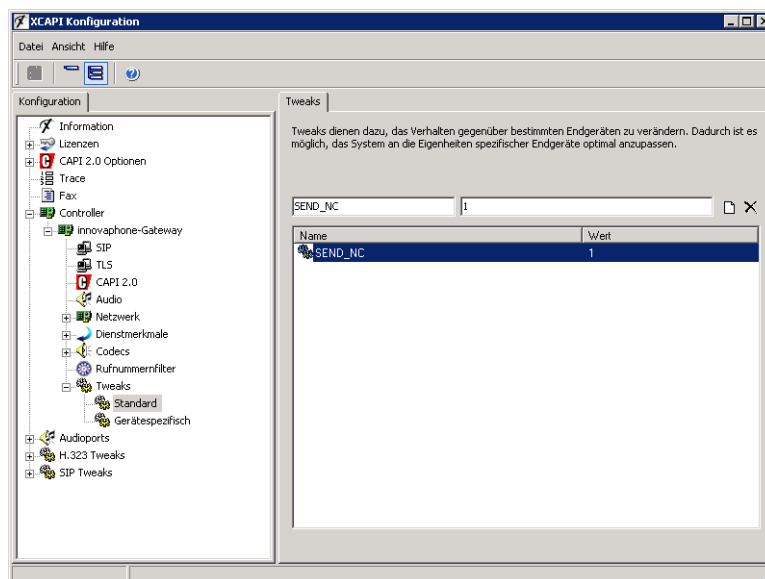 XCAPI Konfiguration
Datei Ansicht Hilfe
Konfiguration
Information
Lizenzen
CAPI 2.0 Optionen
Trace
Fax
Controller
innovaphone-Gateway
SIP
TLS
CAPI 2.0
Audio
Netzwerk
Dienstmerkmale
Codecs
Rufnummernfilter
Tweaks
Standard
Gerätespezifisch
Audioports
H.323 Tweaks
SIP Tweaks
Tweaks
Tweaks dienen dazu, das Verhalten gegenüber bestimmten Endgeräten zu verändern. Dadurch ist es
möglich, das System an die Eigenheiten spezifischer Endgeräte optimal anzupassen.
SEND_NC 1
Name Wert
SEND_NC 1